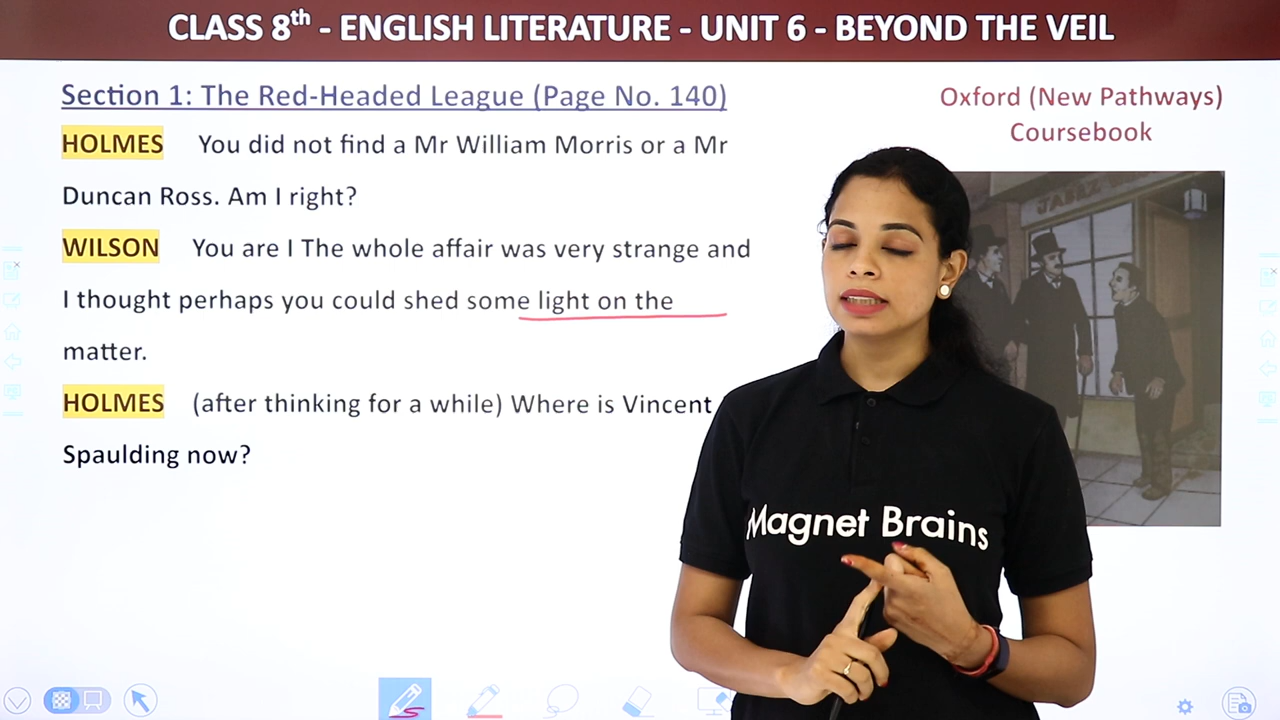 CLASS 8th - ENGLISH LITERATURE - UNIT 6 - BEYOND THE VEIL
Section 1: The Red-Headed League (Page No. 140)
Oxford (New Pathways)
Coursebook
HOLMES You did not find a Mr William Morris or a Mr
Duncan Ross. Am I right?
WILSON You are I The whole affair was very strange and
I thought perhaps you could shed some light on the
matter.
HOLMES (after thinking for a while) Where is Vincent
Spaulding now?
Magnet Brains